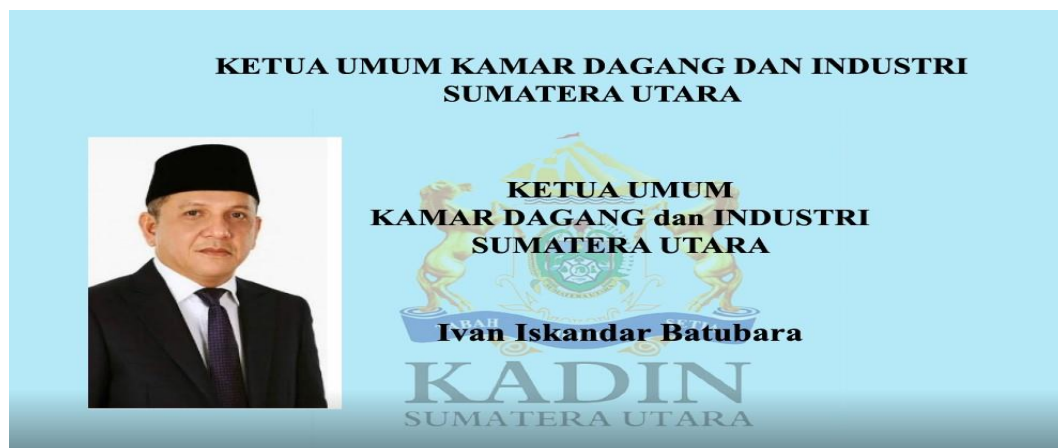 KETUA UMUM KAMAR DAGANG DAN INDUSTRI
SUMATERA UTARA
KETUA UMUM
KAMAR DAGANG dan INDUSTRI
SUMATERA UTARA
Ivan Iskandar Batubara
KADIN
SUMATERA UTARA